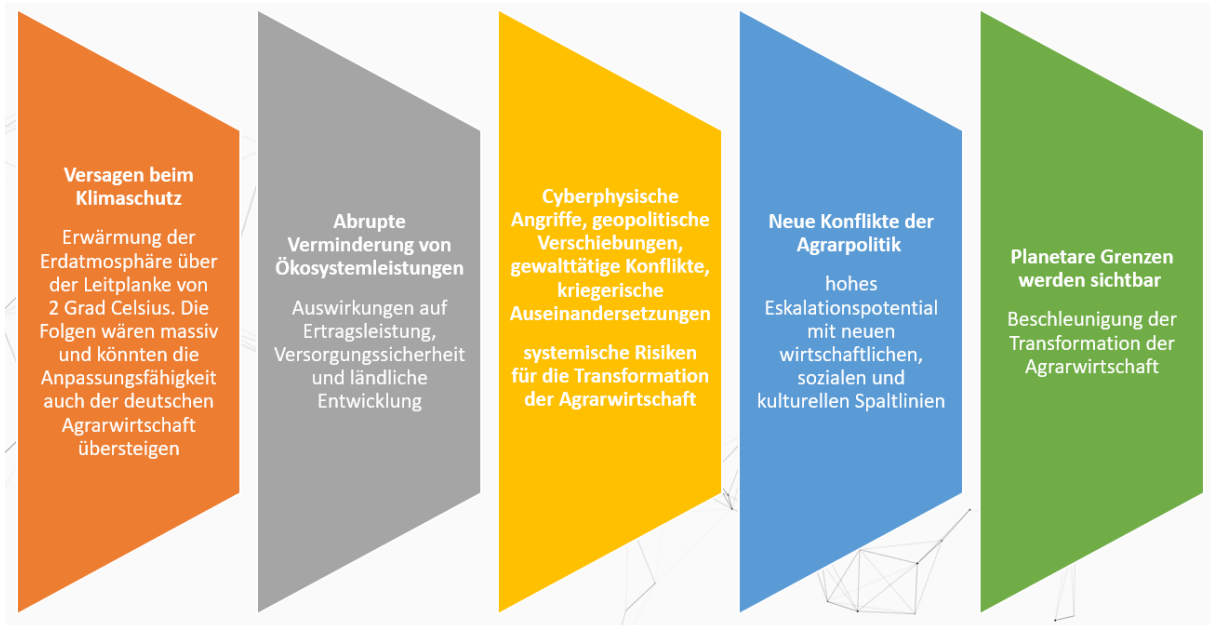 Versagen beim
Klimaschutz
Erwärmung der
Erdatmosphäre über
der Leitplanke von
2 Grad Celsius. Die
Folgen wären massiv
und könnten die
Anpassungsfähigkeit
auch der deutschen
Agrarwirtschaft
übersteigen
Abrupte
Verminderung von
Ökosystemleistungen
Auswirkungen auf
Ertragsleistung,
Versorgungssicherheit
und ländliche
Entwicklung
Cyberphysische
Angriffe, geopolitische
Verschiebungen,
gewalttätige Konflikte,
kriegerische
Auseinandersetzungen
systemische Risiken
für die Transformation
der Agrarwirtschaft
Neue Konflikte der
Agrarpolitik
hohes
Eskalationspotential
mit neuen
wirtschaftlichen,
sozialen und
kulturellen Spaltlinien
Planetare Grenzen
werden sichtbar
Beschleunigung der
Transformation der
Agrarwirtschaft